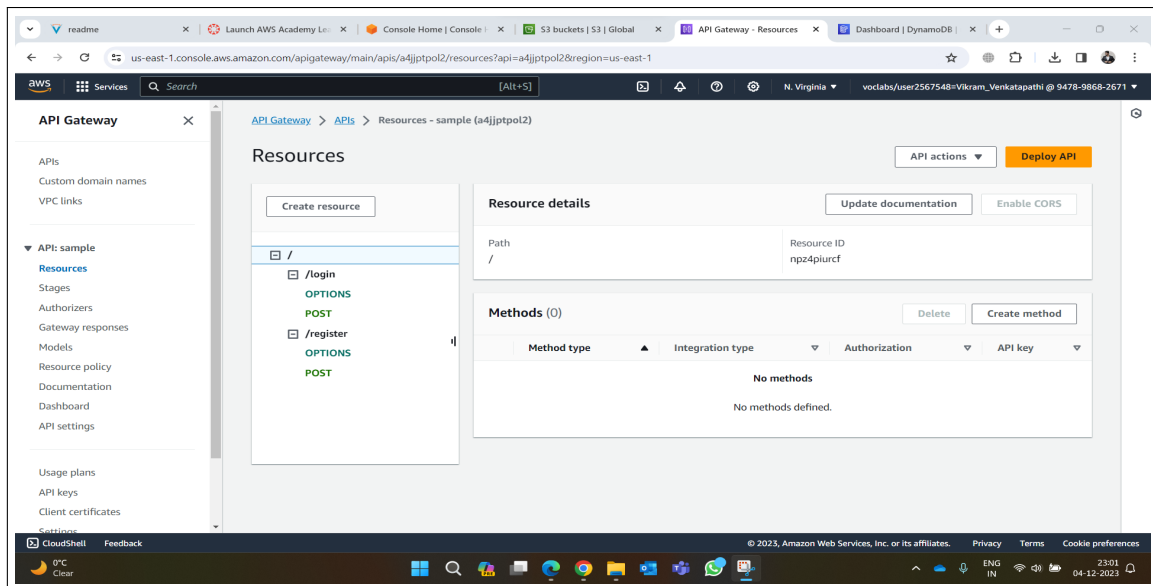 readme
Launch AWS Academy Le
Console Home | Console
S3 buckets | S3 | Global
API Gateway - Resources
Dashboard | DynamoDB |
us-east-1.console.aws.amazon.com/apigateway/main/apis/a4jjptpol2/resources?api=a4jjptpol2&region=us-east-1
aws
Services
Search
[Alt+S]
N. Virginia
voclabs/user2567548=Vikram_Venkatapathi @ 9478-9868-2671
API Gateway
APIs
Custom domain names
VPC links
API: sample
Resources
Stages
Authorizers
Gateway responses
Models
Resource policy
Documentation
Dashboard
API settings
Usage plans
API keys
Client certificates
Settings
API Gateway > APIs > Resources - sample (a4jjptpol2)
Resources
API actions
Deploy API
Create resource
/
/login
OPTIONS
POST
/register
OPTIONS
POST
Resource details
Update documentation
Enable CORS
Path
/
Resource ID
npz4piurcf
Methods (0)
Delete
Create method
Method type
Integration type
Authorization
API key
No methods
No methods defined.
CloudShell
Feedback
© 2023, Amazon Web Services, Inc. or its affiliates.
Privacy
Terms
Cookie preferences
0°C
Clear
ENG
IN
23:01
04-12-2023